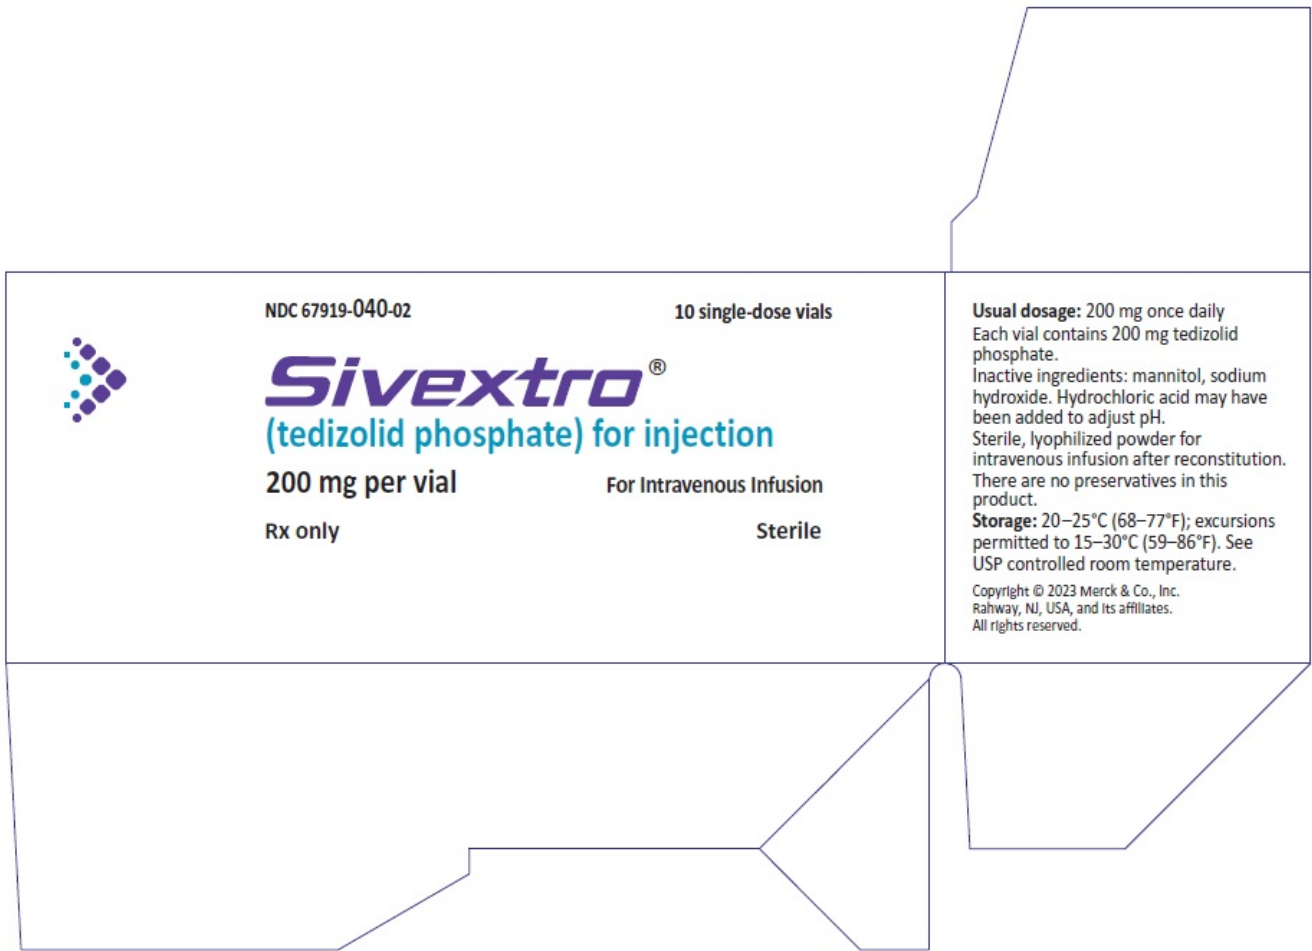 NDC 67919-040-02
10 single-dose vials
Sivextro®
(tedizolid phosphate) for injection
200 mg per vial
For Intravenous Infusion
Rx only
Sterile
Usual dosage: 200 mg once daily
Each vial contains 200 mg tedizolid
phosphate.
Inactive ingredients: mannitol, sodium
hydroxide. Hydrochloric acid may have
been added to adjust pH.
Sterile, lyophilized powder for
intravenous infusion after reconstitution.
There are no preservatives in this
product.
Storage: 20–25°C (68–77°F); excursions
permitted to 15–30°C (59–86°F). See
USP controlled room temperature.
Copyright © 2023 Merck & Co., Inc.
Rahway, NJ, USA, and its affiliates.
All rights reserved.